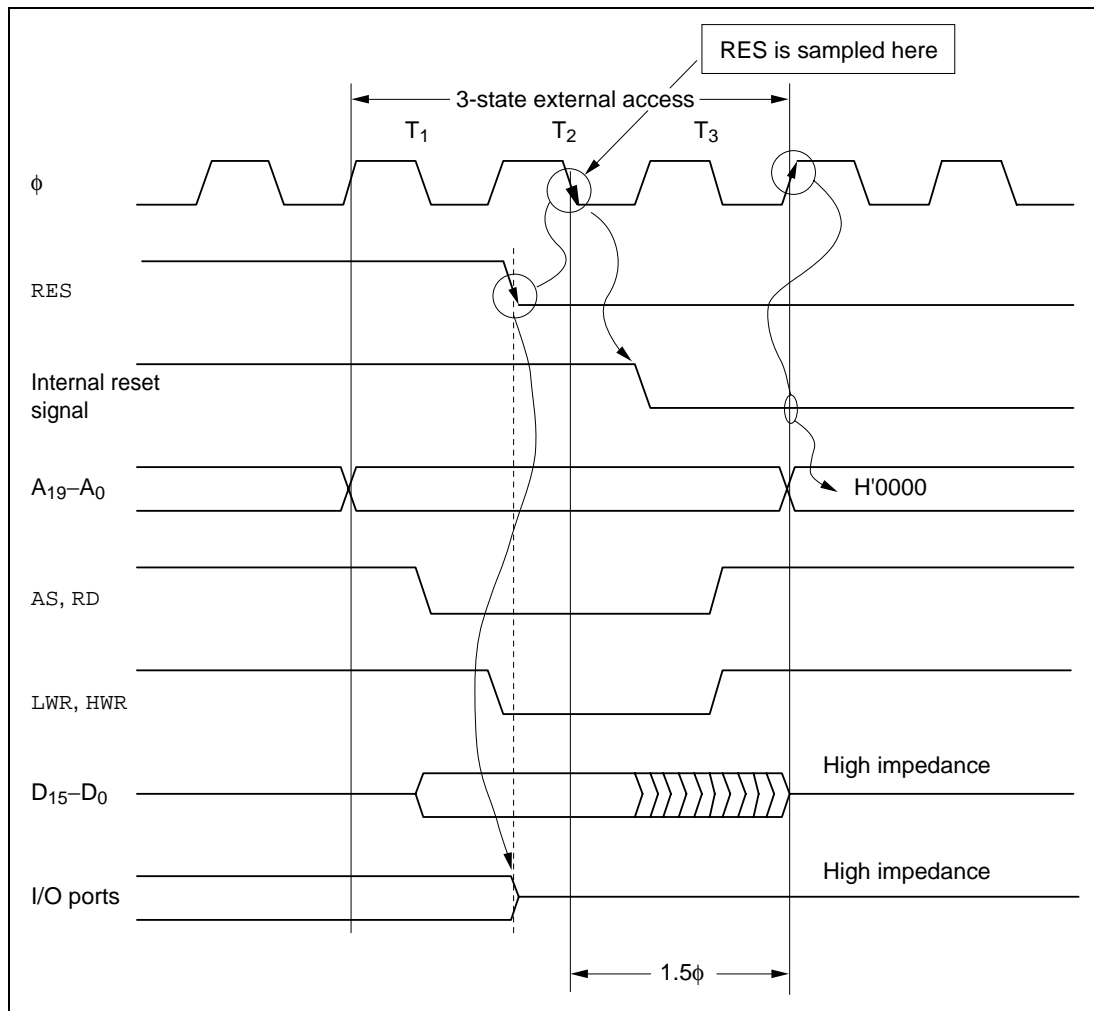 RES is sampled here
3-state external access
T1 T2 T3
ϕ
RES
Internal reset
signal
A19–A0
H'0000
AS, RD
LWR, HWR
High impedance
D15–D0
High impedance
I/O ports
1.5ϕ